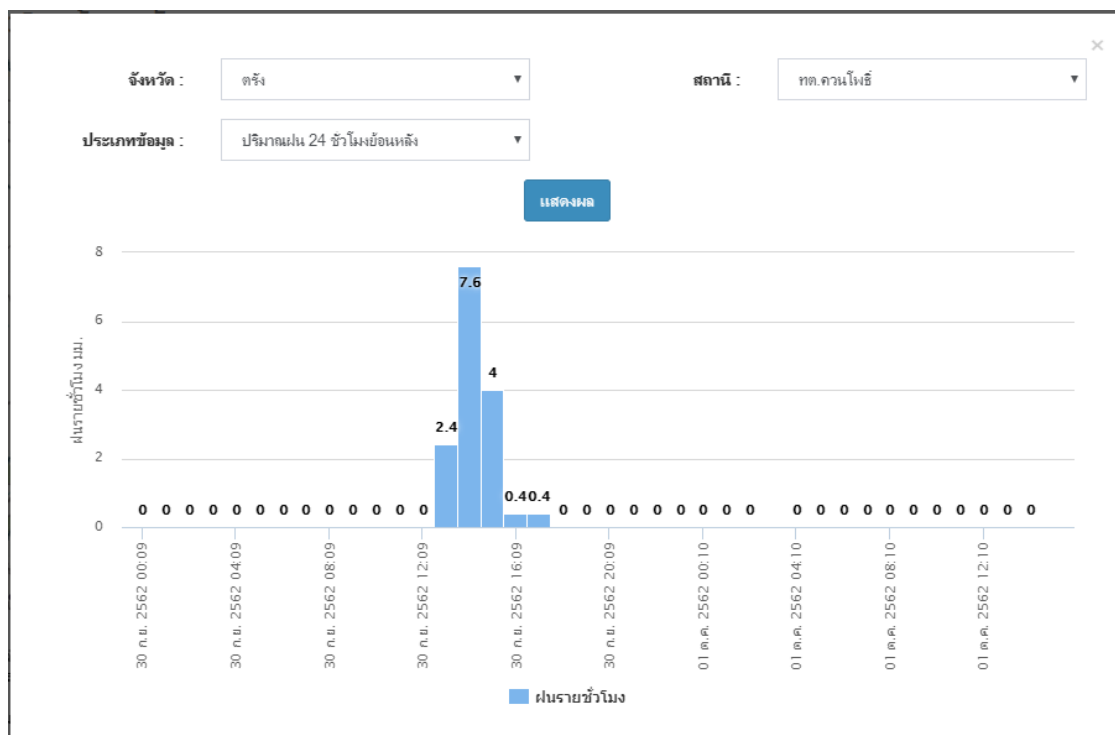 ×
จังหวัด : ตรัง สถานี : ทต.ควนโพธิ์
ประเภทข้อมูล : ปริมาณฝน 24 ชั่วโมงย้อนหลัง
แสดงผล
ฝนรายชั่วโมง มม.
8
6
4
2
0
0 0 0 0 0 0 0 0 0 0 0 0 0 2.4 7.6 4 0.4 0.4 0 0 0 0 0 0 0 0 0 0 0 0 0 0 0 0 0 0 0 0
30 ก.ย. 2562 00:09
30 ก.ย. 2562 04:09
30 ก.ย. 2562 08:09
30 ก.ย. 2562 12:09
30 ก.ย. 2562 16:09
30 ก.ย. 2562 20:09
01 ต.ค. 2562 00:10
01 ต.ค. 2562 04:10
01 ต.ค. 2562 08:10
01 ต.ค. 2562 12:10
ฝนรายชั่วโมง